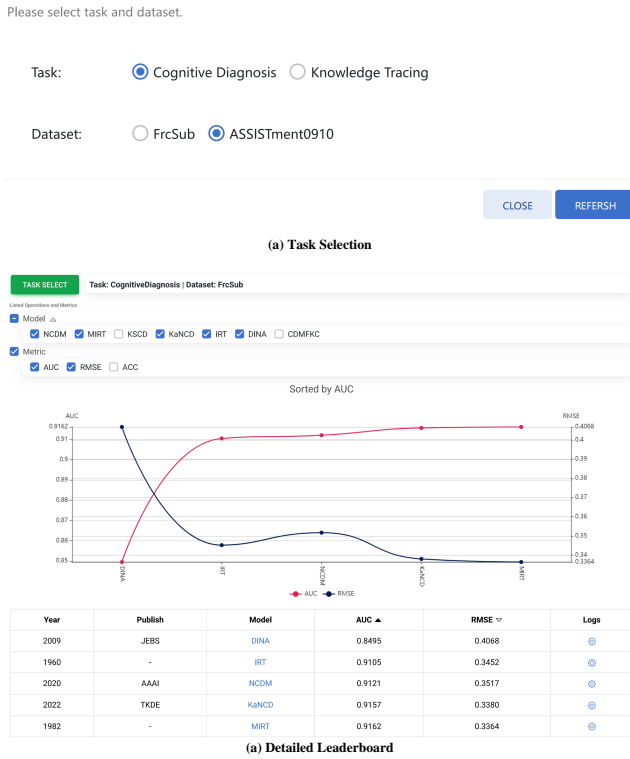 Please select task and dataset.
Task: Cognitive Diagnosis Knowledge Tracing
Dataset: FrcSub ASSISTment0910
CLOSE REFERSH
(a) Task Selection
TASK SELECT Task: CognitiveDiagnosis | Dataset: FrcSub
Listed Operations and Metrics
Model
NCDM MIRT KSCD KaNCD IRT DINA CDMFKC
Metric
AUC RMSE ACC
Sorted by AUC
AUC RMSE
0.9162 0.4068
0.91 0.4
0.9 0.39
0.89 0.38
0.88 0.37
0.87 0.36
0.86 0.35
0.85 0.34
0.3364
DINA IRT NCDM KaNCD MIRT
AUC RMSE
Year Publish Model AUC ▲ RMSE ▽ Logs
2009 JEBS DINA 0.8495 0.4068
1960 - IRT 0.9105 0.3452
2020 AAAI NCDM 0.9121 0.3517
2022 TKDE KaNCD 0.9157 0.3380
1982 - MIRT 0.9162 0.3364
(a) Detailed Leaderboard